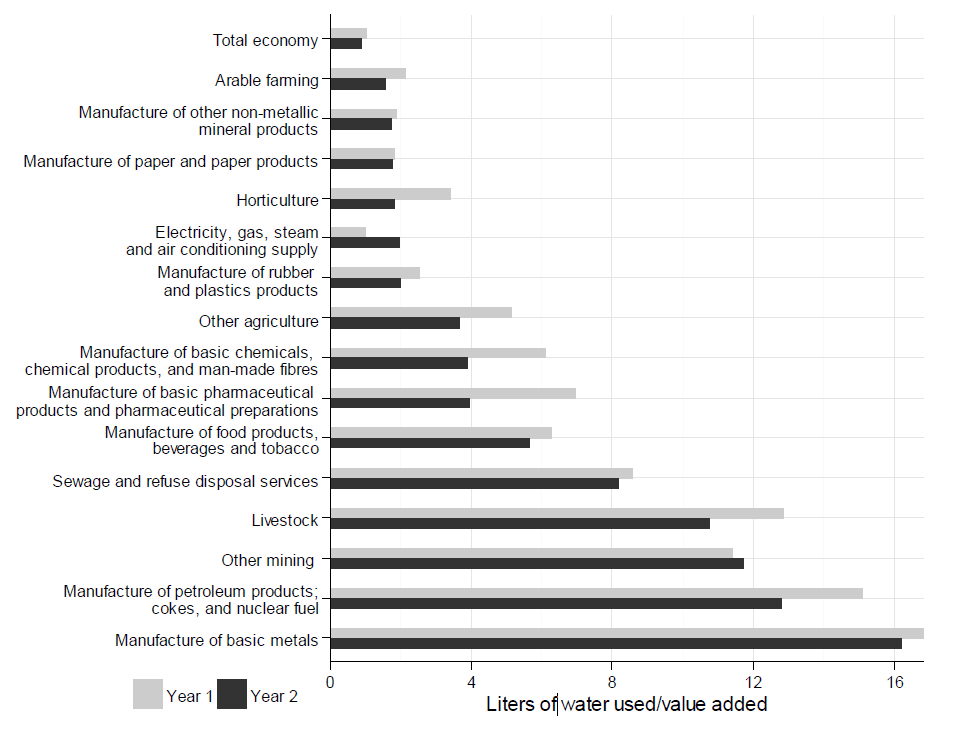 Total economy
Arable farming
Manufacture of other non-metallic
mineral products
Manufacture of paper and paper products
Horticulture
Electricity, gas, steam
and air conditioning supply
Manufacture of rubber
and plastics products
Other agriculture
Manufacture of basic chemicals,
chemical products, and man-made fibres
Manufacture of basic pharmaceutical
products and pharmaceutical preparations
Manufacture of food products,
beverages and tobacco
Sewage and refuse disposal services
Livestock
Other mining
Manufacture of petroleum products;
cokes, and nuclear fuel
Manufacture of basic metals
0 4 8 12 16
Year 1 Year 2
Liters of water used/value added